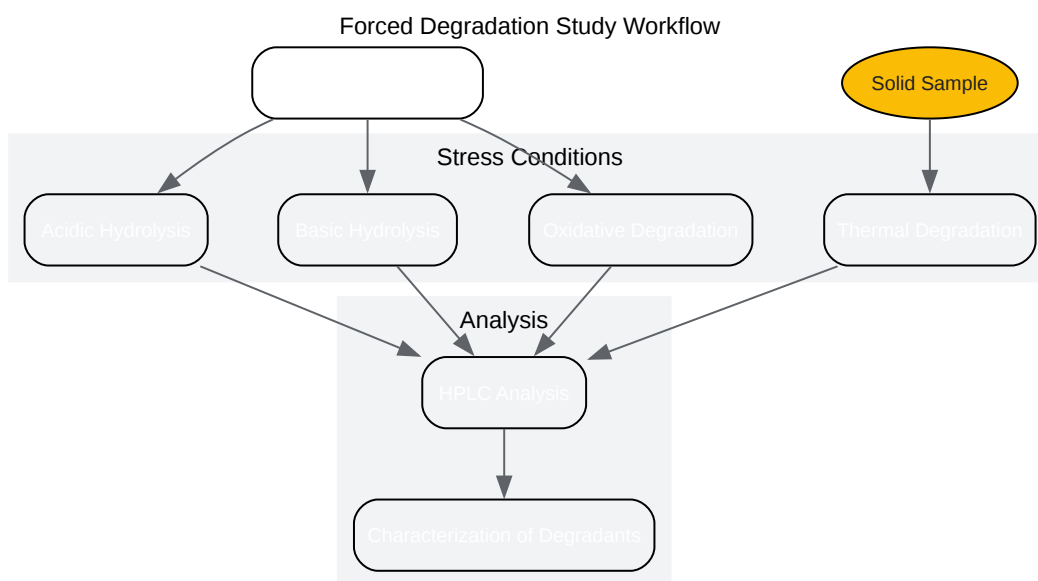 Forced Degradation Study Workflow
Solid Sample
Stress Conditions
Acidic Hydrolysis
Basic Hydrolysis
Oxidative Degradation
Thermal Degradation
Analysis
HPLC Analysis
Characterization of Degradants